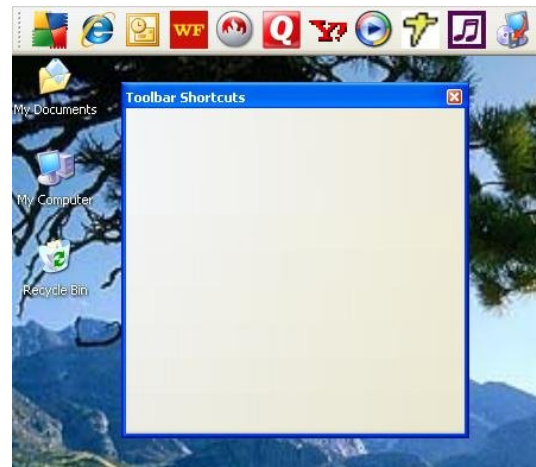 WF
Q
Y?
Toolbar Shortcuts
My Documents
My Computer
Recycle Bin